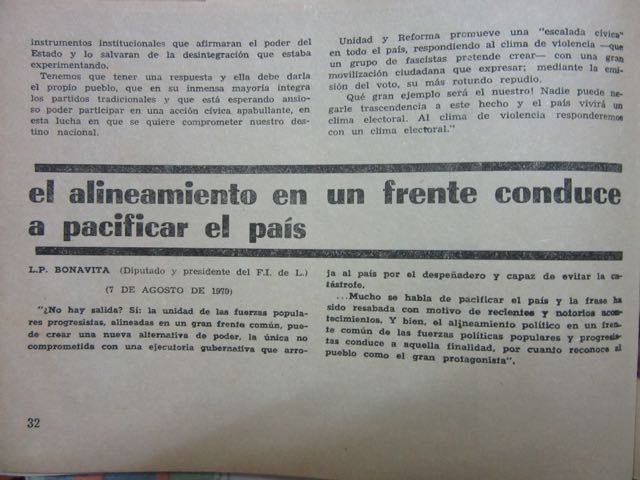 instrumentos institucionales que afirmaran el poder del
Estado y lo salvaran de la desintegración que estaba
experimentando.
Tenemos que tener una respuesta y ella debe darla
el propio pueblo, que en su inmensa mayoría integra
los partidos tradicionales y que está esperando ansio-
so poder participar en una acción cívica apabullante, en
esta lucha en que se quiere comprometer nuestro des-
tino nacional.
Unidad y Reforma promueve una "escalada cívica"
en todo el país, respondiendo al clima de violencia —que
un grupo de fascistas pretende crear— con una gran
movilización ciudadana que expresar; mediante la emi-
sión del voto, su más rotundo repudio.
Qué gran ejemplo será el nuestro! Nadie puede ne-
garle trascendencia a este hecho y el país vivirá un
clima electoral. Al clima de violencia responderemos
con un clima electoral."
el alineamiento en un frente conduce
a pacificar el país
L.P. BONAVITA (Diputado y presidente del F.I. de L.)
(7 DE AGOSTO DE 1970)
"¿No hay salida? Sí: la unidad de las fuerzas popula-
res progresistas, alineadas en un gran frente común, pue-
de crear una nueva alternativa de poder, la única no
comprometida con una ejecutoria gubernativa que arro-
ja al país por el despeñadero y capaz de evitar la ca-
tástrofe.
...Mucho se habla de pacificar el país y la frase ha
sido resabada con motivo de recientes y notorios acon-
tecimientos. Y bien, el alineamiento político en un fren-
te común de las fuerzas políticas populares y progresis-
tas conduce a aquella finalidad, por cuanto reconoce al
pueblo como el gran protagonista".
32